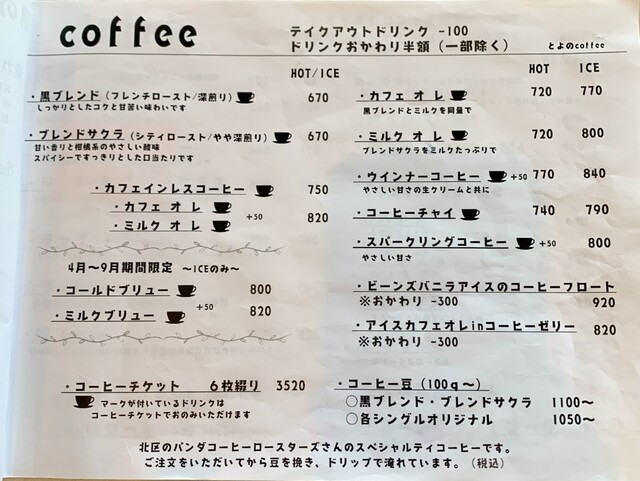 coffee
テイクアウトドリンク -100
ドリンクおかわり半額（一部除く）
とよのcoffee
HOT/ICE
・黒ブレンド（フレンチロースト/深煎り） 670
しっかりとしたコクと甘苦い味わいです
・ブレンドサクラ（シティロースト/やや深煎り） 670
甘い香りと柑橘系のやさしい酸味
スパイシーですっきりとした口当たりです
・カフェインレスコーヒー 750
・カフェ オレ
・ミルク オレ
+50 820
4月〜9月期間限定 〜ICEのみ〜
・コールドブリュー 800
・ミルクブリュー +50 820
・コーヒーチケット 6枚綴り 3520
マークが付いているドリンクは
コーヒーチケットでおのみいただけます
HOT ICE
・カフェ オレ 720 770
黒ブレンドとミルクを同量で
・ミルク オレ 720 800
ブレンドサクラをミルクたっぷりで
・ウインナーコーヒー +50 770 840
やさしい甘さの生クリームと共に
・コーヒーチャイ 740 790
・スパークリングコーヒー +50 800
やさしい甘さ
・ビーンズバニラアイスのコーヒーフロート
※おかわり -300 920
・アイスカフェオレinコーヒーゼリー 820
※おかわり -300
・コーヒー豆（100g〜）
○黒ブレンド・ブレンドサクラ 1100〜
○各シングルオリジナル 1050〜
北区のバンダコーヒーロースターズさんのスペシャルティコーヒーです。
ご注文をいただいてから豆を挽き、ドリップで淹れています。（税込）